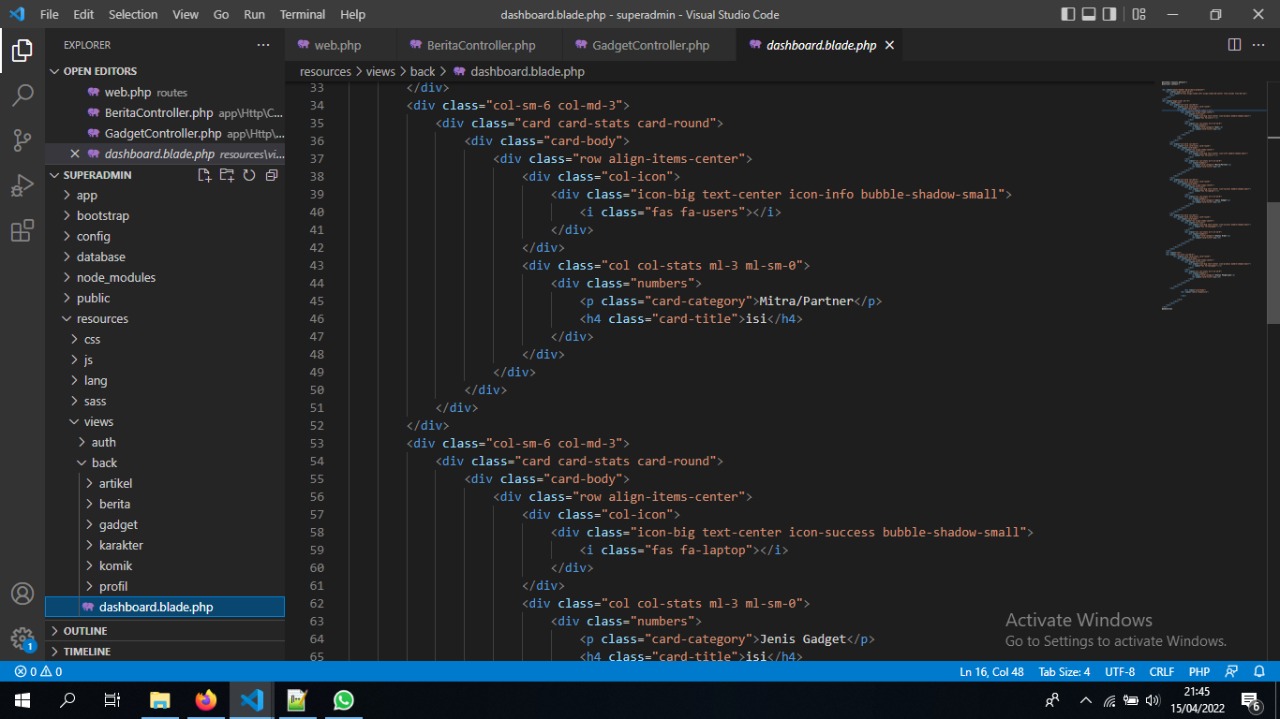 File Edit Selection View Go Run Terminal Help
dashboard.blade.php - superadmin - Visual Studio Code
EXPLORER
OPEN EDITORS
web.php routes
BeritaController.php app\Http\C...
GadgetController.php app\Http\...
dashboard.blade.php resources\vi...
SUPERADMIN
app
bootstrap
config
database
node_modules
public
resources
css
js
lang
sass
views
auth
back
artikel
berita
gadget
karakter
komik
profil
dashboard.blade.php
OUTLINE
TIMELINE
web.php
BeritaController.php
GadgetController.php
dashboard.blade.php
resources > views > back > dashboard.blade.php
33 </div>
34 <div class="col-sm-6 col-md-3">
35 <div class="card card-stats card-round">
36 <div class="card-body">
37 <div class="row align-items-center">
38 <div class="col-icon">
39 <div class="icon-big text-center icon-info bubble-shadow-small">
40 <i class="fas fa-users"></i>
41 </div>
42 </div>
43 <div class="col col-stats ml-3 ml-sm-0">
44 <div class="numbers">
45 <p class="card-category">Mitra/Partner</p>
46 <h4 class="card-title">isi</h4>
47 </div>
48 </div>
49 </div>
50 </div>
51 </div>
52 </div>
53 <div class="col-sm-6 col-md-3">
54 <div class="card card-stats card-round">
55 <div class="card-body">
56 <div class="row align-items-center">
57 <div class="col-icon">
58 <div class="icon-big text-center icon-success bubble-shadow-small">
59 <i class="fas fa-laptop"></i>
60 </div>
61 </div>
62 <div class="col col-stats ml-3 ml-sm-0">
63 <div class="numbers">
64 <p class="card-category">Jenis Gadget</p>
65 <h4 class="card-title">isi</h4>
Activate Windows
Go to Settings to activate Windows.
1
0 0
Ln 16, Col 48 Tab Size: 4 UTF-8 CRLF PHP
21:45
15/04/2022
6